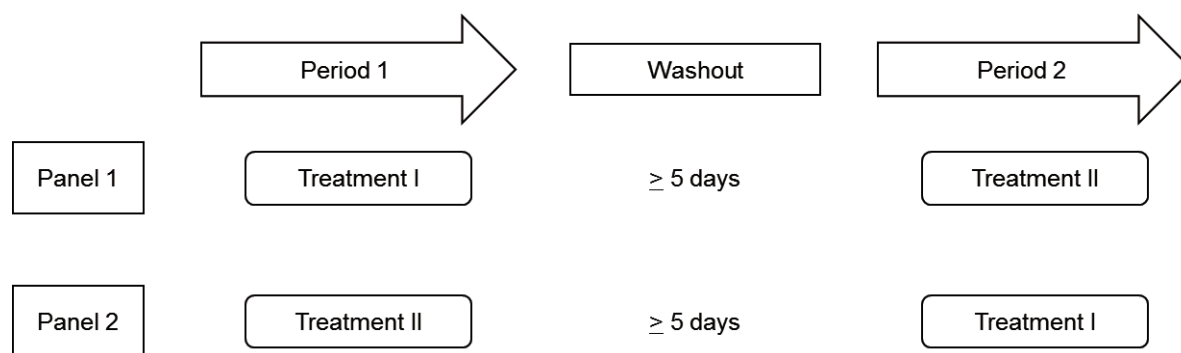 Period 1
Washout
Period 2
Panel 1
Treatment I
≥ 5 days
Treatment II
Panel 2
Treatment II
≥ 5 days
Treatment I